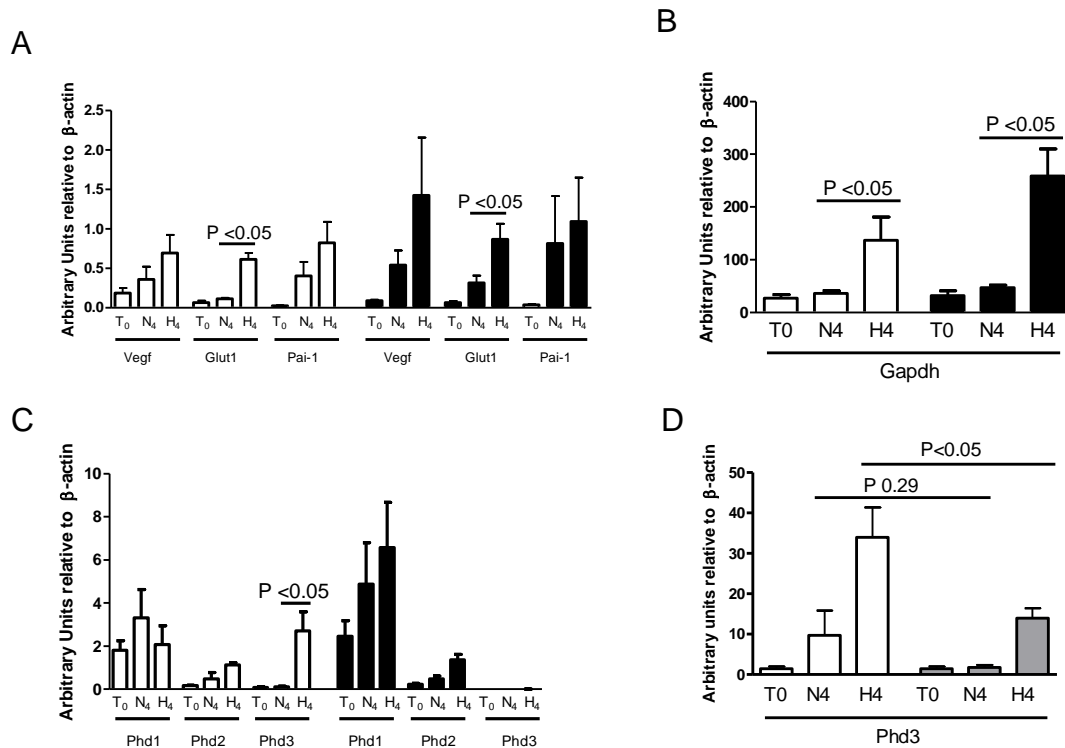 A
Arbitrary Units relative to β-actin
2.5
2.0
1.5
1.0
0.5
0.0
P <0.05
P <0.05
T₀ N₄ H₄ T₀ N₄ H₄ T₀ N₄ H₄ T₀ N₄ H₄ T₀ N₄ H₄ T₀ N₄ H₄
Vegf Glut1 Pai-1 Vegf Glut1 Pai-1
B
Arbitrary Units relative to β-actin
400
300
200
100
0
P <0.05
P <0.05
T0 N4 H4 T0 N4 H4
Gapdh
C
Arbitrary Units relative to β-actin
10
8
6
4
2
0
P <0.05
T₀ N₄ H₄ T₀ N₄ H₄ T₀ N₄ H₄ T₀ N₄ H₄ T₀ N₄ H₄ T₀ N₄ H₄
Phd1 Phd2 Phd3 Phd1 Phd2 Phd3
D
Arbitrary units relative to β-actin
50
40
30
20
10
0
P<0.05
P 0.29
T0 N4 H4 T0 N4 H4
Phd3